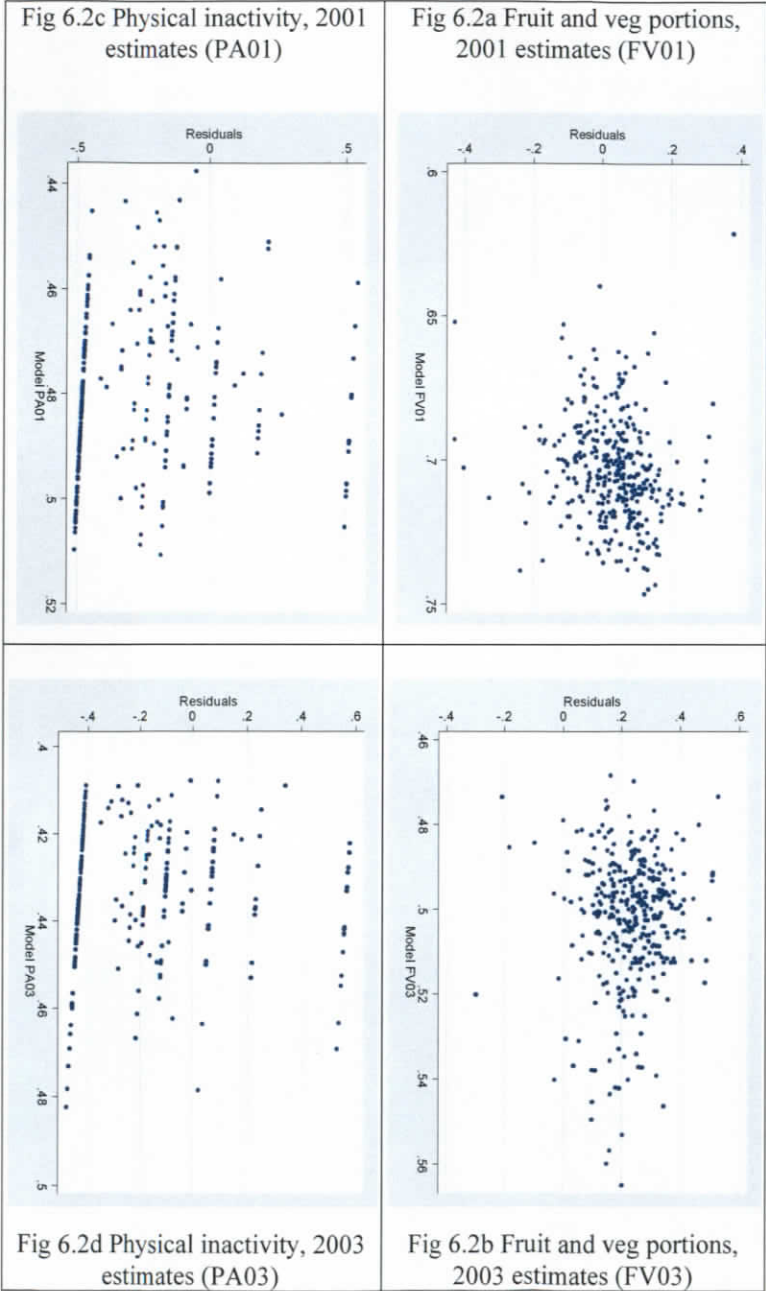 Fig 6.2c Physical inactivity, 2001
estimates (PA01)
Fig 6.2a Fruit and veg portions,
2001 estimates (FV01)
Residuals
-.5
0
.5
.44
.46
.48
.5
.52
Model PA01
Residuals
-.4
-.2
0
.2
.4
.6
.65
.7
.75
Model FV01
Residuals
-.4
-.2
0
.2
.4
.6
.4
.42
.44
.46
.48
.5
Model PA03
Residuals
-.4
-.2
0
.2
.4
.6
.46
.48
.5
.52
.54
.56
Model FV03
Fig 6.2d Physical inactivity, 2003
estimates (PA03)
Fig 6.2b Fruit and veg portions,
2003 estimates (FV03)